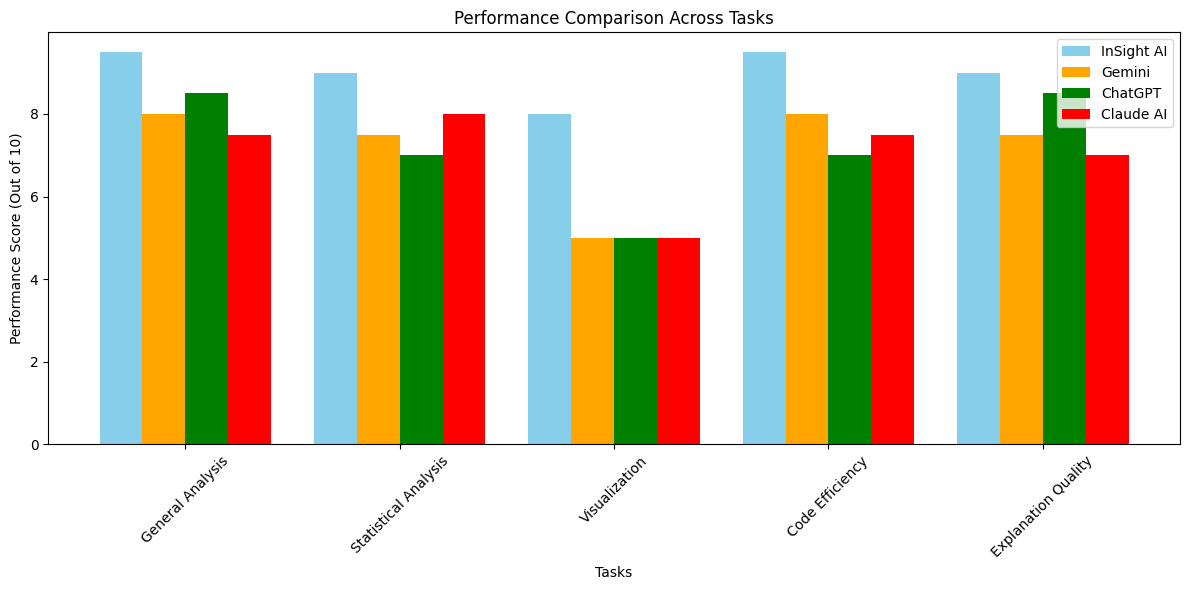 Performance Comparison Across Tasks
InSight AI
Gemini
ChatGPT
Claude AI
Performance Score (Out of 10)
8
6
4
2
0
General Analysis
Statistical Analysis
Visualization
Code Efficiency
Explanation Quality
Tasks